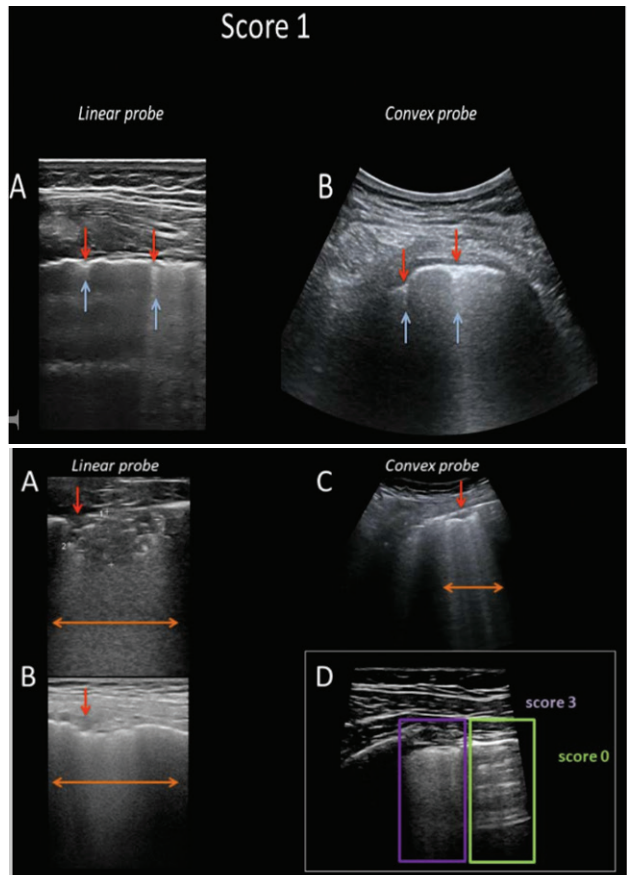 Score 1
Linear probe
Convex probe
A
B
Linear probe
Convex probe
A
C
B
D
score 3
score 0